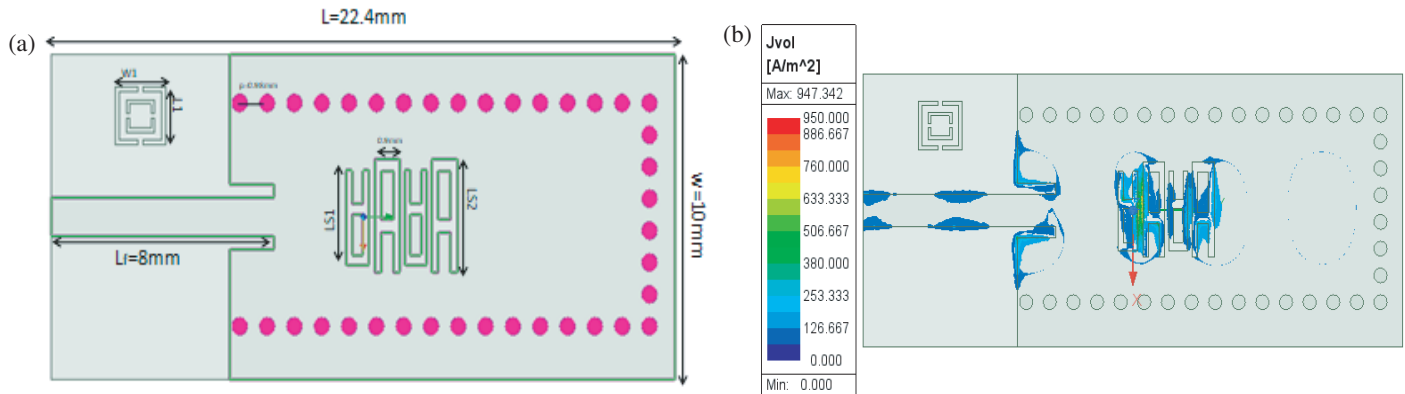 (a)
L=22.4mm
W1
L1
p=0.98mm
0.9mm
LS1
LS2
w=10mm
Lf=8mm
(b)
Jvol
[A/m^2]
Max: 947.342
950.000
886.667
760.000
633.333
506.667
380.000
253.333
126.667
0.000
Min: 0.000
X